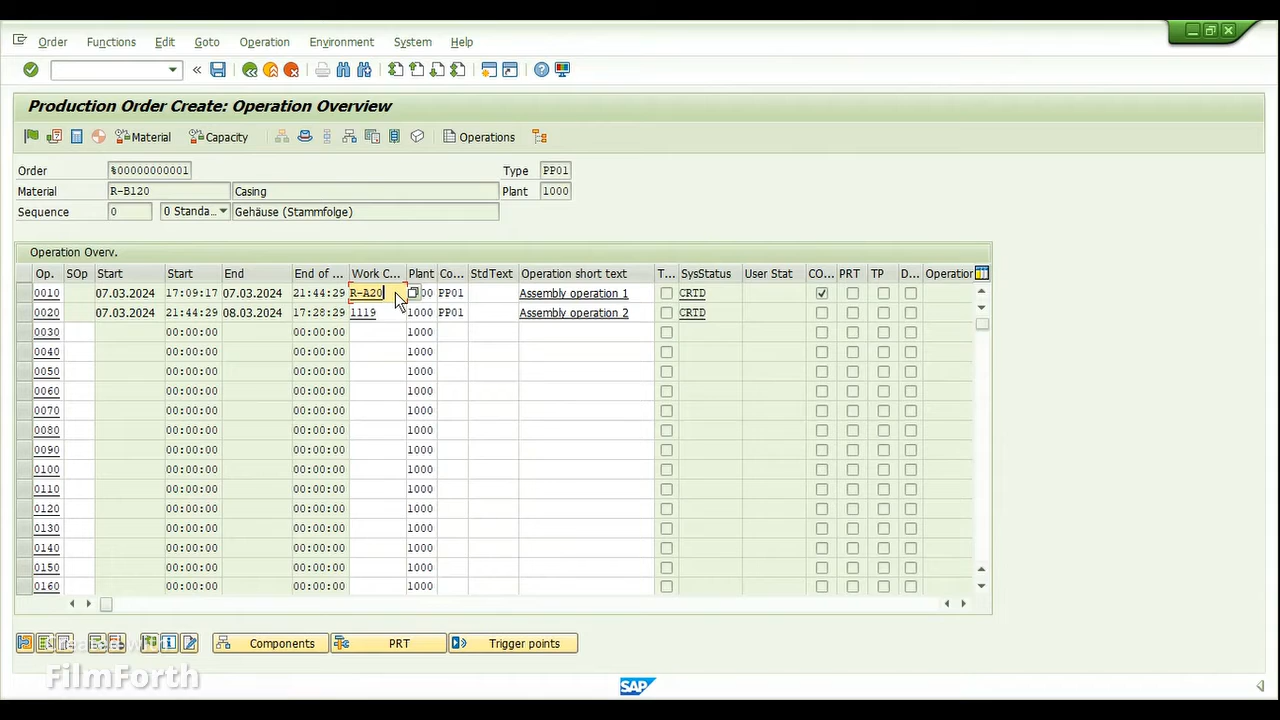 Order Functions Edit Goto Operation Environment System Help
Production Order Create: Operation Overview
Material Capacity Operations
Order %00000000001 Type PP01
Material R-B120 Casing Plant 1000
Sequence 0 0 Standa... Gehäuse (Stammfolge)
Operation Overv.
Op. SOp Start Start End End of ... Work C... Plant Co... StdText Operation short text T... SysStatus User Stat CO... PRT TP D... Operation
0010 07.03.2024 17:09:17 07.03.2024 21:44:29 R-A20 00 PP01 Assembly operation 1 CRTD
0020 07.03.2024 21:44:29 08.03.2024 17:28:29 1119 1000 PP01 Assembly operation 2 CRTD
0030 00:00:00 00:00:00 1000
0040 00:00:00 00:00:00 1000
0050 00:00:00 00:00:00 1000
0060 00:00:00 00:00:00 1000
0070 00:00:00 00:00:00 1000
0080 00:00:00 00:00:00 1000
0090 00:00:00 00:00:00 1000
0100 00:00:00 00:00:00 1000
0110 00:00:00 00:00:00 1000
0120 00:00:00 00:00:00 1000
0130 00:00:00 00:00:00 1000
0140 00:00:00 00:00:00 1000
0150 00:00:00 00:00:00 1000
0160 00:00:00 00:00:00 1000
Components PRT Trigger points
FilmForth
SAP